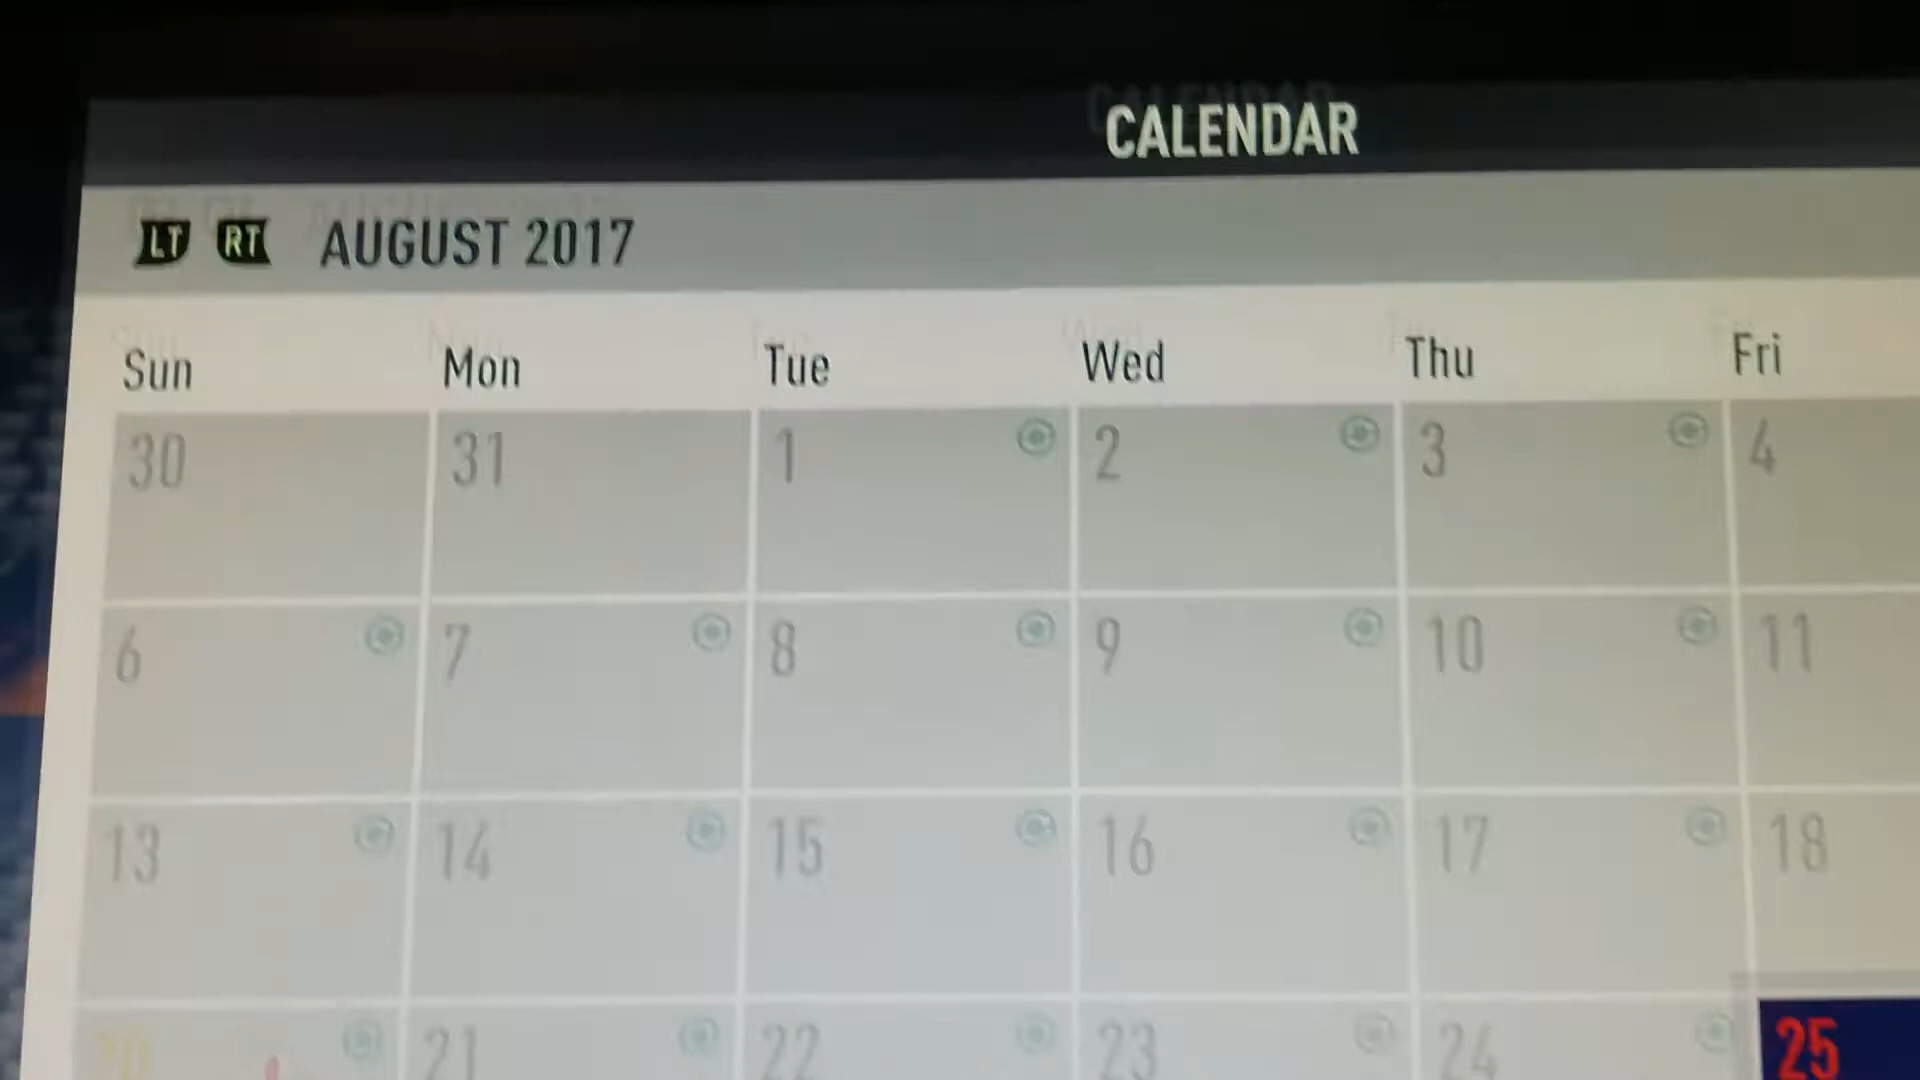 CALENDAR
LT RT AUGUST 2017
Sun Mon Tue Wed Thu Fri
30 31 1 2 3 4
6 7 8 9 10 11
13 14 15 16 17 18
20 21 22 23 24 25